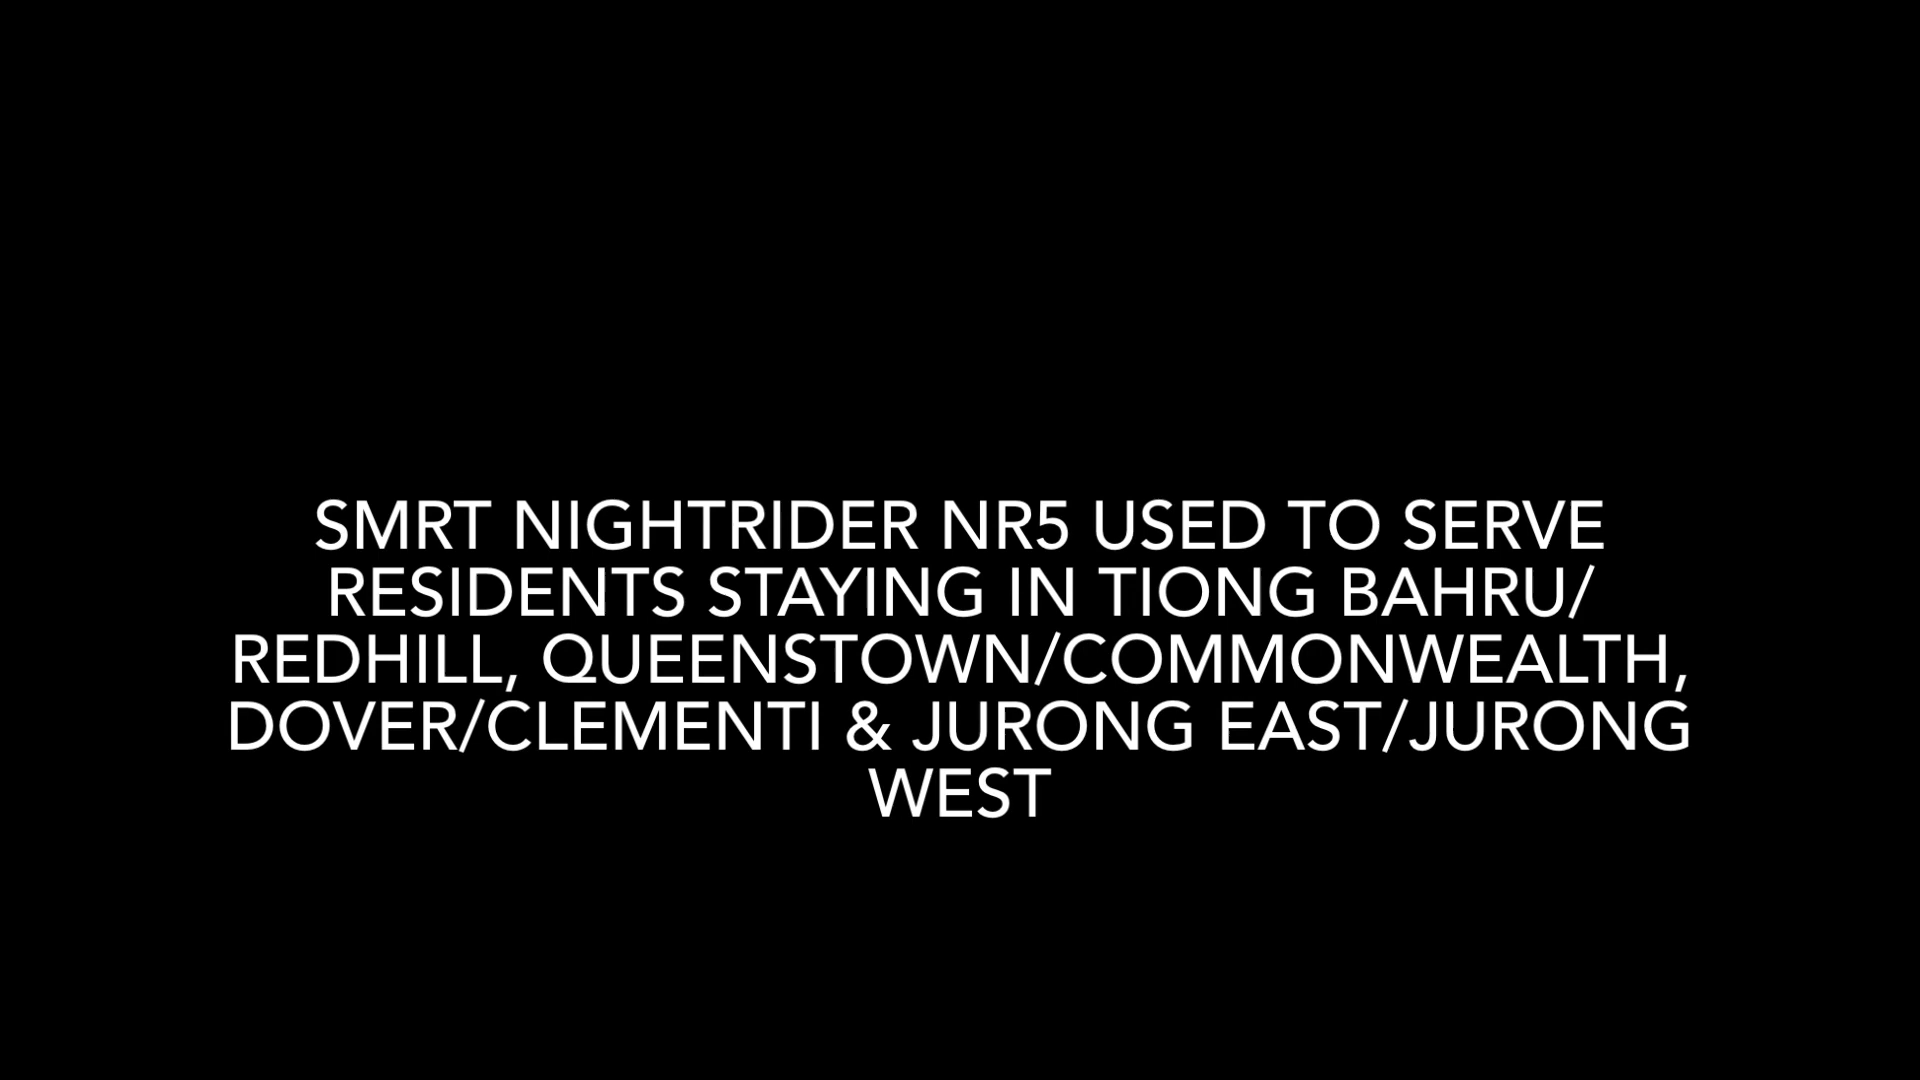 SMRT NIGHTRIDER NR5 USED TO SERVE
RESIDENTS STAYING IN TIONG BAHRU/
REDHILL, QUEENSTOWN/COMMONWEALTH,
DOVER/CLEMENTI & JURONG EAST/JURONG
WEST